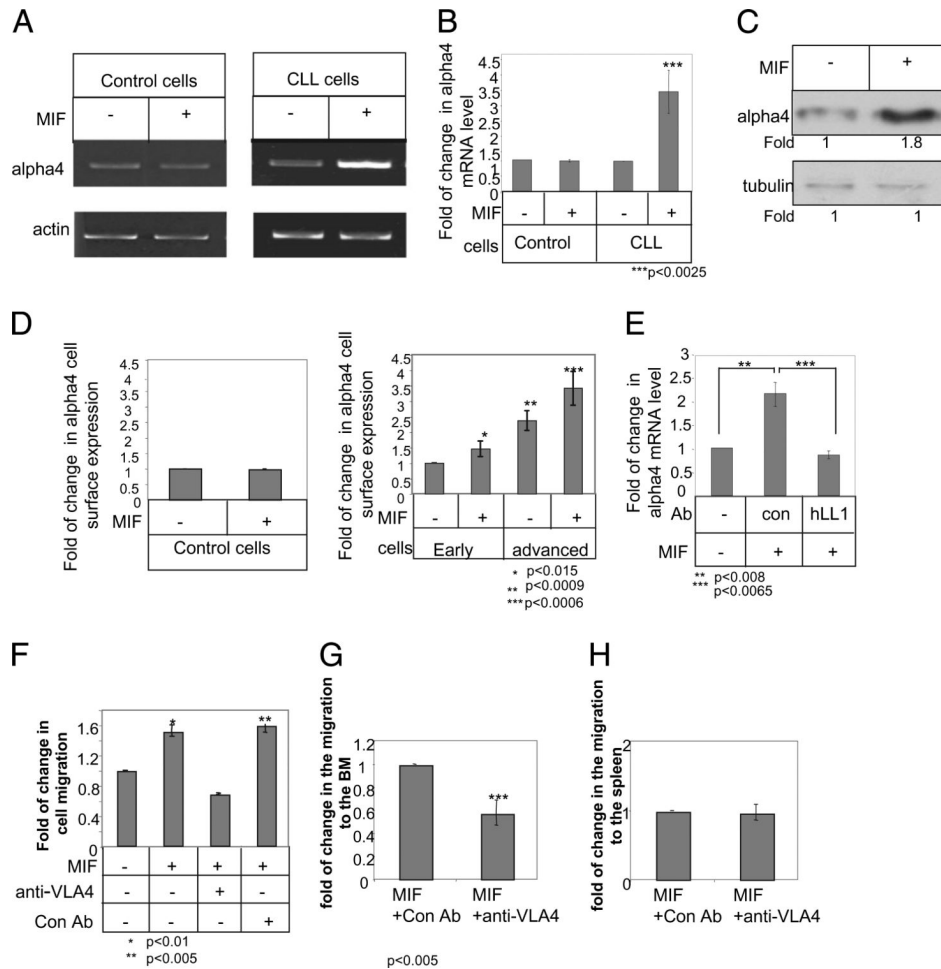 A
Control cells
CLL cells
MIF
- + - +
alpha4
actin
B
Fold of change in alpha4
mRNA level
4.5
4
3.5
3
2.5
2
1.5
1
0.5
0
MIF - + - +
cells Control CLL
***
***p<0.0025
C
MIF - +
alpha4
Fold 1 1.8
tubulin
Fold 1 1
D
Fold of change in alpha4 cell
surface expression
4.5
4
3.5
3
2.5
2
1.5
1
0.5
0
MIF - +
Control cells
Fold of change in alpha4 cell
surface expression
4.5
4
3.5
3
2.5
2
1.5
1
0.5
0
* ** ***
MIF - + - +
cells Early advanced
* p<0.015
** p<0.0009
*** p<0.0006
E
Fold of change in
alpha4 mRNA level
3
2.5
2
1.5
1
0.5
0
** ***
Ab - con hLL1
MIF - + +
** p<0.008
*** p<0.0065
F
Fold of change in
cell migration
1.6
1.2
0.8
0.4
0
* **
MIF - + + +
anti-VLA4 - - + -
Con Ab - - - +
* p<0.01
** p<0.005
G
fold of change in the migration
to the BM
1.2
1
0.8
0.6
0.4
0.2
0
***
MIF MIF
+Con Ab +anti-VLA4
p<0.005
H
fold of change in the migration
to the spleen
2
1
0
MIF MIF
+Con Ab +anti-VLA4